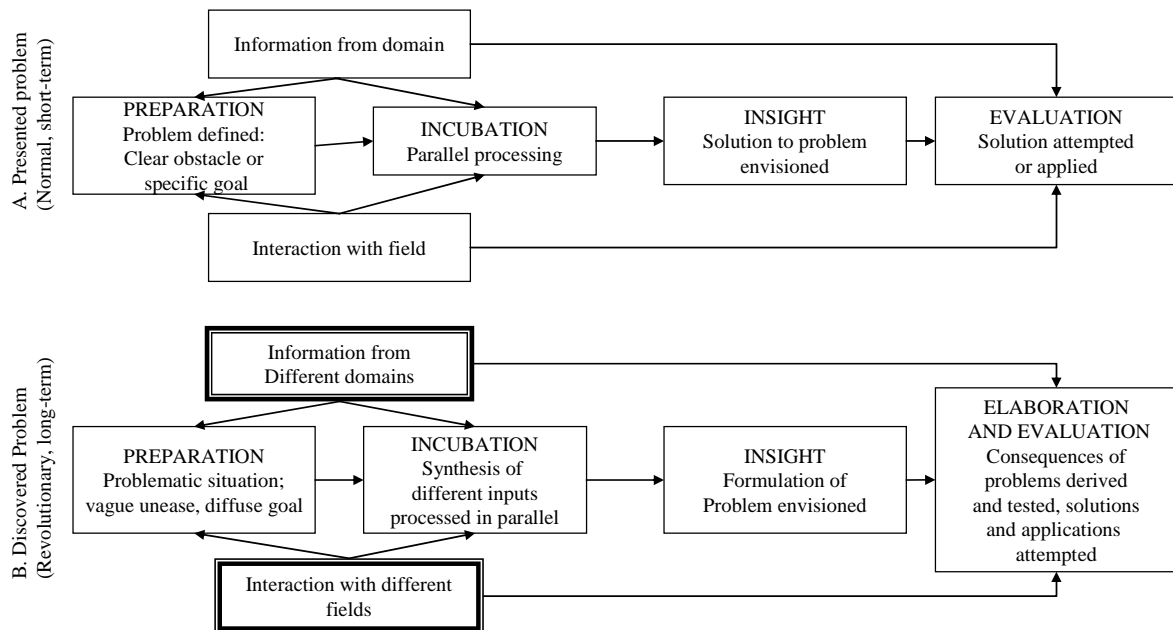 A. Presented problem
(Normal, short-term)
Information from domain
PREPARATION
Problem defined:
Clear obstacle or
specific goal
INCUBATION
Parallel processing
INSIGHT
Solution to problem
envisioned
EVALUATION
Solution attempted
or applied
Interaction with field
B. Discovered Problem
(Revolutionary, long-term)
Information from
Different domains
PREPARATION
Problematic situation;
vague unease, diffuse goal
INCUBATION
Synthesis of
different inputs
processed in parallel
INSIGHT
Formulation of
Problem envisioned
ELABORATION
AND EVALUATION
Consequences of
problems derived
and tested, solutions
and applications
attempted
Interaction with different
fields